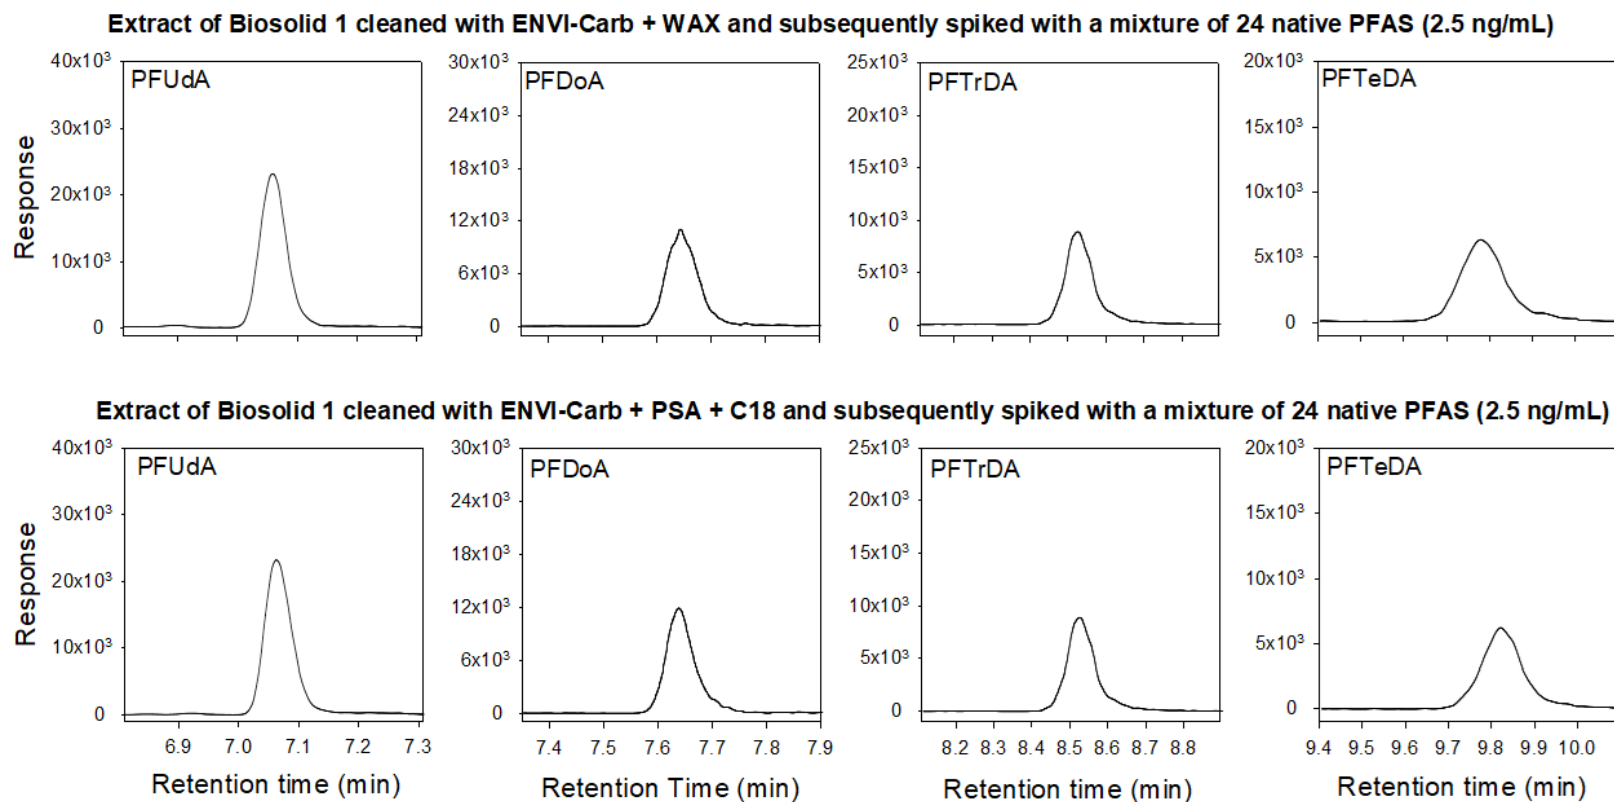 Extract of Biosolid 1 cleaned with ENVI-Carb + WAX and subsequently spiked with a mixture of 24 native PFAS (2.5 ng/mL)
Response
PFUdA
40x10³
30x10³
20x10³
10x10³
0
PFDoA
30x10³
24x10³
18x10³
12x10³
6x10³
0
PFTrDA
25x10³
20x10³
15x10³
10x10³
5x10³
0
PFTeDA
20x10³
15x10³
10x10³
5x10³
0
Extract of Biosolid 1 cleaned with ENVI-Carb + PSA + C18 and subsequently spiked with a mixture of 24 native PFAS (2.5 ng/mL)
Response
PFUdA
40x10³
30x10³
20x10³
10x10³
0
6.9 7.0 7.1 7.2 7.3
Retention time (min)
PFDoA
30x10³
24x10³
18x10³
12x10³
6x10³
0
7.4 7.5 7.6 7.7 7.8 7.9
Retention Time (min)
PFTrDA
25x10³
20x10³
15x10³
10x10³
5x10³
0
8.2 8.3 8.4 8.5 8.6 8.7 8.8
Retention time (min)
PFTeDA
20x10³
15x10³
10x10³
5x10³
0
9.4 9.5 9.6 9.7 9.8 9.9 10.0
Retention time (min)